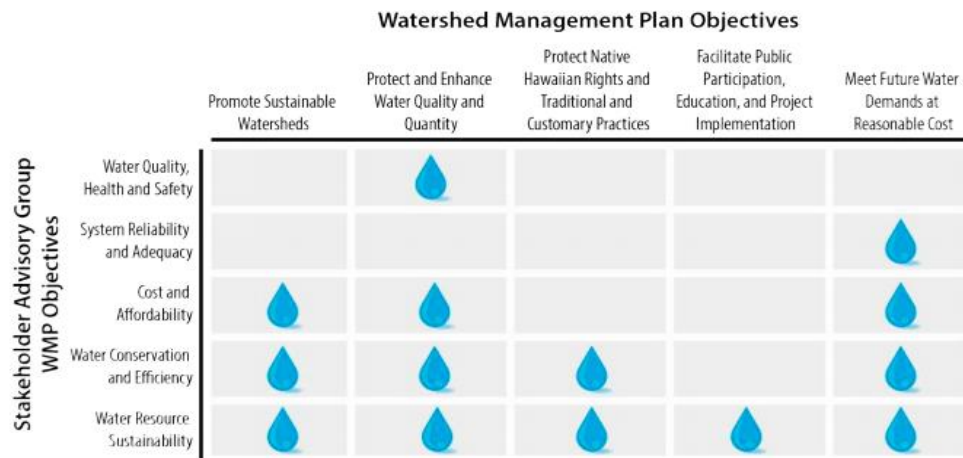 Watershed Management Plan Objectives
Promote Sustainable
Watersheds
Protect and Enhance
Water Quality and
Quantity
Protect Native
Hawaiian Rights and
Traditional and
Customary Practices
Facilitate Public
Participation,
Education, and Project
Implementation
Meet Future Water
Demands at
Reasonable Cost
Stakeholder Advisory Group
WMP Objectives
Water Quality,
Health and Safety
System Reliability
and Adequacy
Cost and
Affordability
Water Conservation
and Efficiency
Water Resource
Sustainability